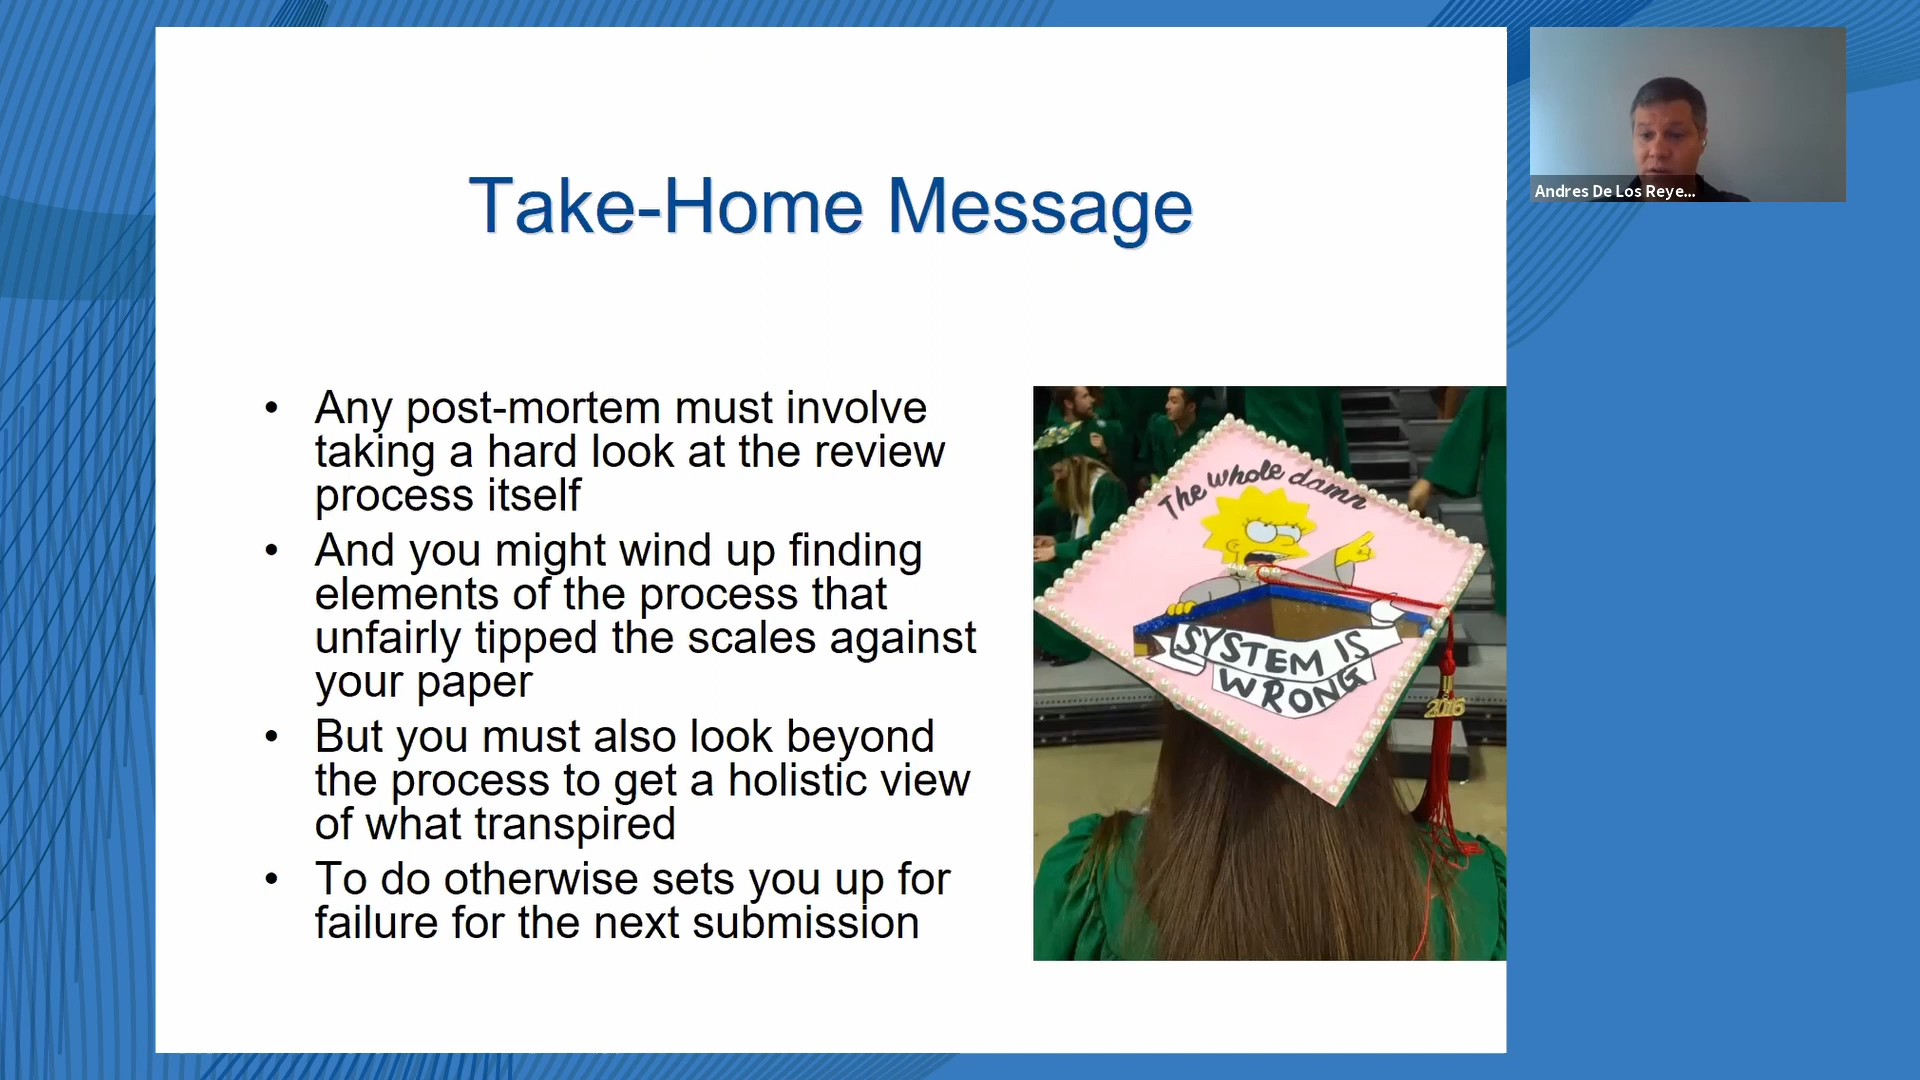 Take-Home Message
Andres De Los Reye...
• Any post-mortem must involve
taking a hard look at the review
process itself
• And you might wind up finding
elements of the process that
unfairly tipped the scales against
your paper
• But you must also look beyond
the process to get a holistic view
of what transpired
• To do otherwise sets you up for
failure for the next submission
The whole damn
SYSTEM IS
WRONG
2016